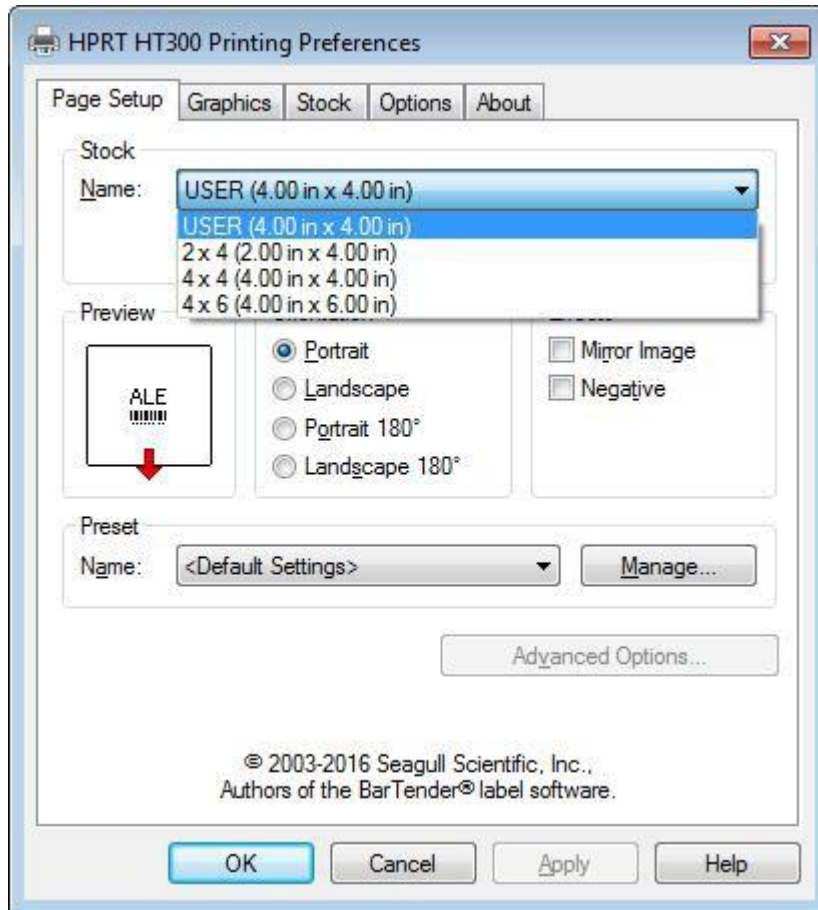 HPRT HT300 Printing Preferences
Page Setup Graphics Stock Options About
Stock
Name: USER (4.00 in x 4.00 in)
USER (4.00 in x 4.00 in)
2 x 4 (2.00 in x 4.00 in)
4 x 4 (4.00 in x 4.00 in)
4 x 6 (4.00 in x 6.00 in)
Preview
ALE
Portrait
Landscape
Portrait 180°
Landscape 180°
Mirror Image
Negative
Preset
Name: <Default Settings> Manage...
Advanced Options...
© 2003-2016 Seagull Scientific, Inc.,
Authors of the BarTender® label software.
OK Cancel Apply Help